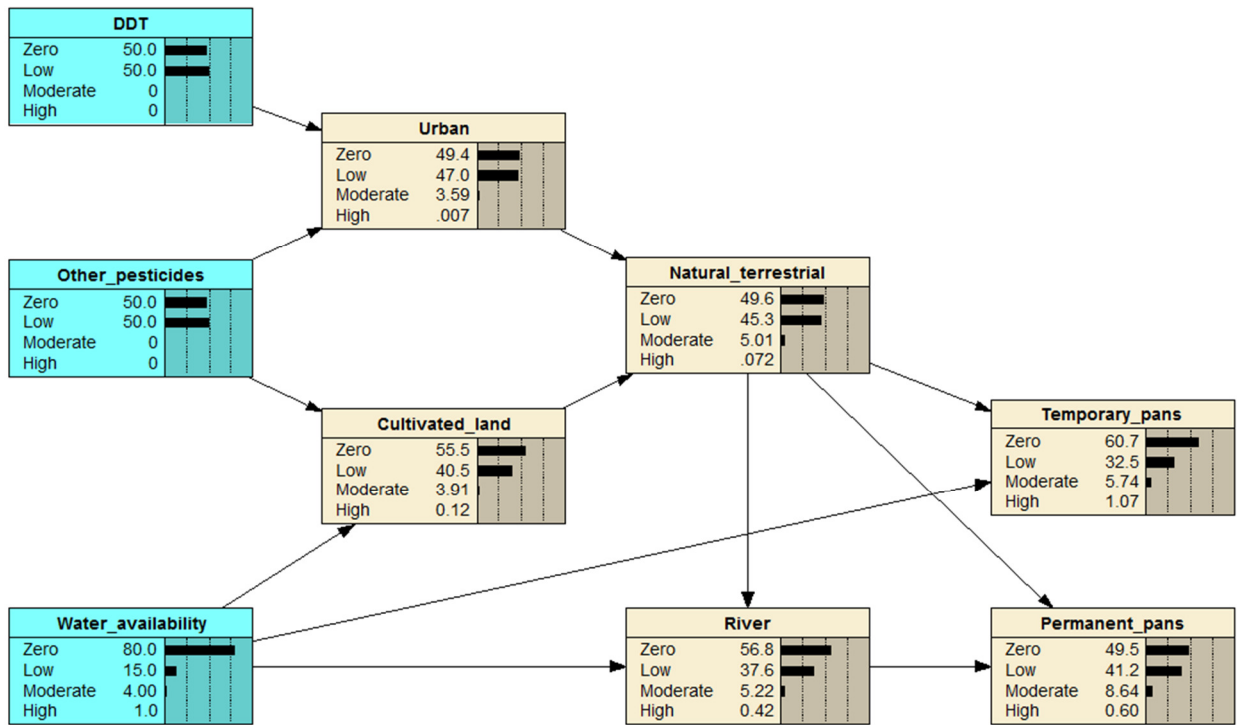 DDT
Zero 50.0
Low 50.0
Moderate 0
High 0
Urban
Zero 49.4
Low 47.0
Moderate 3.59
High .007
Other_pesticides
Zero 50.0
Low 50.0
Moderate 0
High 0
Natural_terrestrial
Zero 49.6
Low 45.3
Moderate 5.01
High .072
Cultivated_land
Zero 55.5
Low 40.5
Moderate 3.91
High 0.12
Temporary_pans
Zero 60.7
Low 32.5
Moderate 5.74
High 1.07
Water_availability
Zero 80.0
Low 15.0
Moderate 4.00
High 1.0
River
Zero 56.8
Low 37.6
Moderate 5.22
High 0.42
Permanent_pans
Zero 49.5
Low 41.2
Moderate 8.64
High 0.60